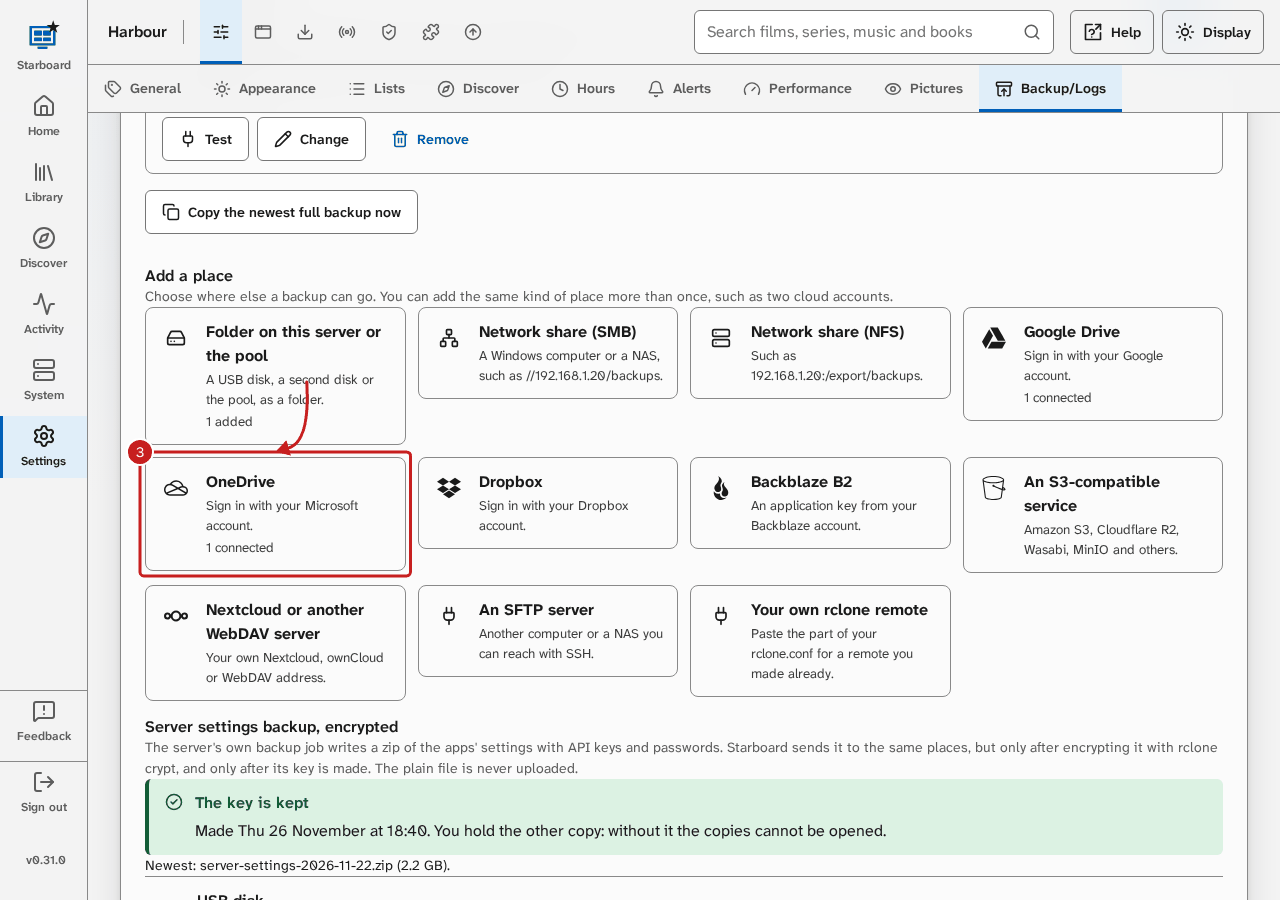 Starboard
Home
Library
Discover
Activity
System
Settings
Feedback
Sign out
v0.31.0
Harbour
Search films, series, music and books
Help
Display
General
Appearance
Lists
Discover
Hours
Alerts
Performance
Pictures
Backup/Logs
Test
Change
Remove
Copy the newest full backup now
Add a place
Choose where else a backup can go. You can add the same kind of place more than once, such as two cloud accounts.
Folder on this server or
the pool
A USB disk, a second disk or
the pool, as a folder.
1 added
Network share (SMB)
A Windows computer or a NAS,
such as //192.168.1.20/backups.
Network share (NFS)
Such as
192.168.1.20:/export/backups.
Google Drive
Sign in with your Google
account.
1 connected
3
OneDrive
Sign in with your Microsoft
account.
1 connected
Dropbox
Sign in with your Dropbox
account.
Backblaze B2
An application key from your
Backblaze account.
An S3-compatible
service
Amazon S3, Cloudflare R2,
Wasabi, MinIO and others.
Nextcloud or another
WebDAV server
Your own Nextcloud, ownCloud
or WebDAV address.
An SFTP server
Another computer or a NAS you
can reach with SSH.
Your own rclone remote
Paste the part of your
rclone.conf for a remote you
made already.
Server settings backup, encrypted
The server's own backup job writes a zip of the apps' settings with API keys and passwords. Starboard sends it to the same places, but only after encrypting it with rclone
crypt, and only after its key is made. The plain file is never uploaded.
The key is kept
Made Thu 26 November at 18:40. You hold the other copy: without it the copies cannot be opened.
Newest: server-settings-2026-11-22.zip (2.2 GB).
USB disk